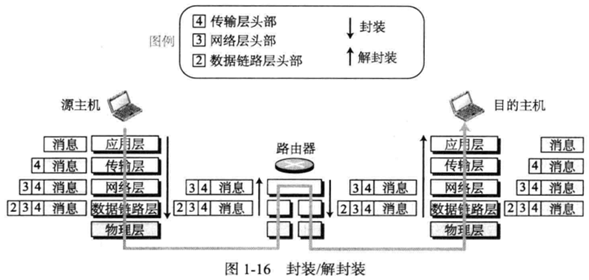 图例
4 传输层头部
3 网络层头部
2 数据链路层头部
封装
解封装
源主机
目的主机
路由器
消息 应用层
4 消息 传输层
3 4 消息 网络层
2 3 4 消息 数据链路层
物理层
3 4 消息
2 3 4 消息
3 4 消息
2 3 4 消息
应用层 消息
传输层 4 消息
网络层 3 4 消息
数据链路层 2 3 4 消息
物理层
图 1-16 封装/解封装